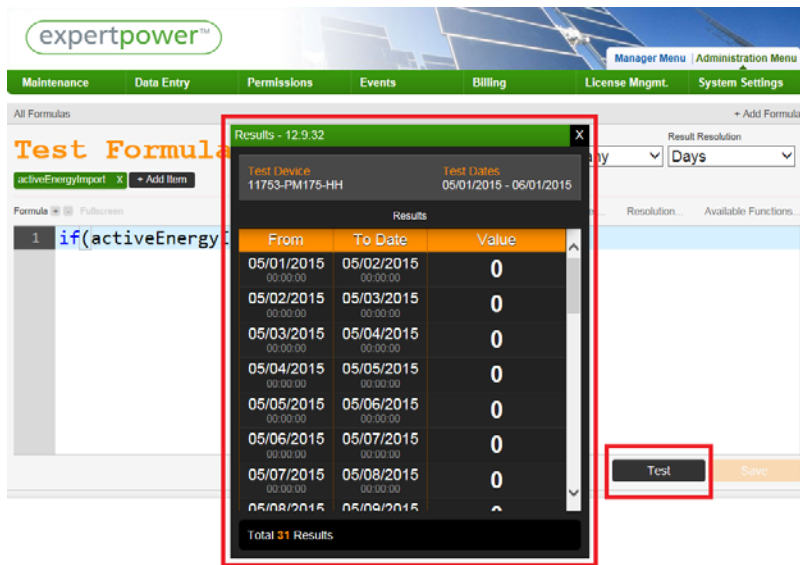 expertpower™
Manager Menu | Administration Menu
Maintenance Data Entry Permissions Events Billing License Mngmt. System Settings
All Formulas + Add Formula
Test Formula
Result Resolution
Days
activeEnergyImport X + Add Item
Formula + - Fullscreen
Resolution... Available Functions...
1 if(activeEnergyI
Results - 12.9.32 X
Test Device Test Dates
11753-PM175-HH 05/01/2015 - 06/01/2015
Results
From To Date Value
05/01/2015 05/02/2015 0
00:00:00 00:00:00
05/02/2015 05/03/2015 0
00:00:00 00:00:00
05/03/2015 05/04/2015 0
00:00:00 00:00:00
05/04/2015 05/05/2015 0
00:00:00 00:00:00
05/05/2015 05/06/2015 0
00:00:00 00:00:00
05/06/2015 05/07/2015 0
00:00:00 00:00:00
05/07/2015 05/08/2015 0
00:00:00 00:00:00
05/08/2015 05/09/2015
Total 31 Results
Test Save